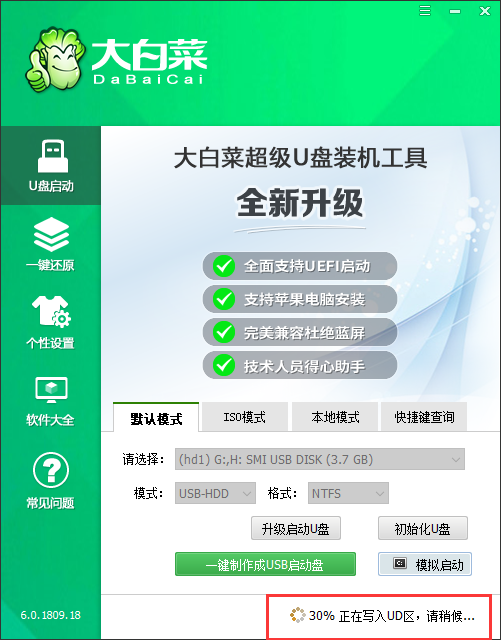 大白菜
DaBaiCai
U盘启动
一键还原
个性设置
软件大全
常见问题
6.0.1809.18
大白菜超级U盘装机工具
全新升级
全面支持UEFI启动
支持苹果电脑安装
完美兼容杜绝蓝屏
技术人员得心助手
默认模式 ISO模式 本地模式 快捷键查询
请选择： (hd1) G:,H: SMI USB DISK (3.7 GB)
模式： USB-HDD 格式： NTFS
升级启动U盘 初始化U盘
一键制作成USB启动盘 模拟启动
30% 正在写入UD区，请稍候...